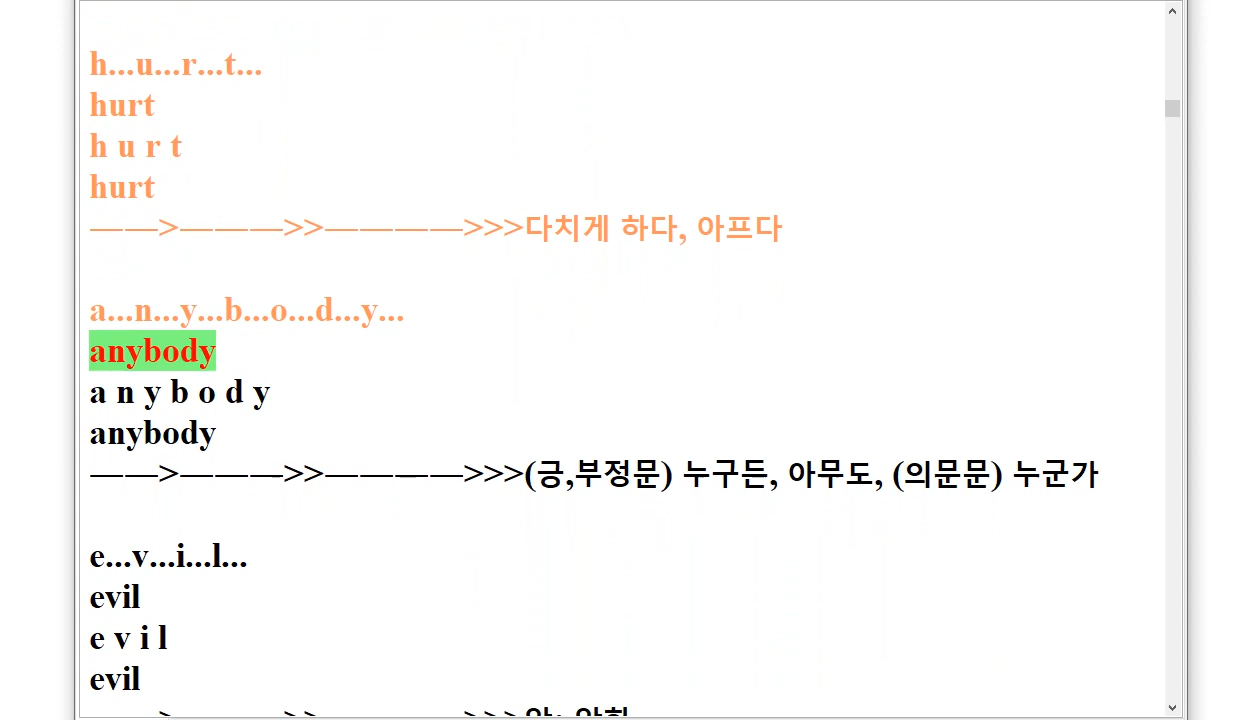 h...u...r...t...
hurt
h u r t
hurt
——>———>>————>>>다치게 하다, 아프다
a...n...y...b...o...d...y...
anybody
a n y b o d y
anybody
——>———>>————>>>(긍,부정문) 누구든, 아무도, (의문문) 누군가
e...v...i...l...
evil
e v i l
evil